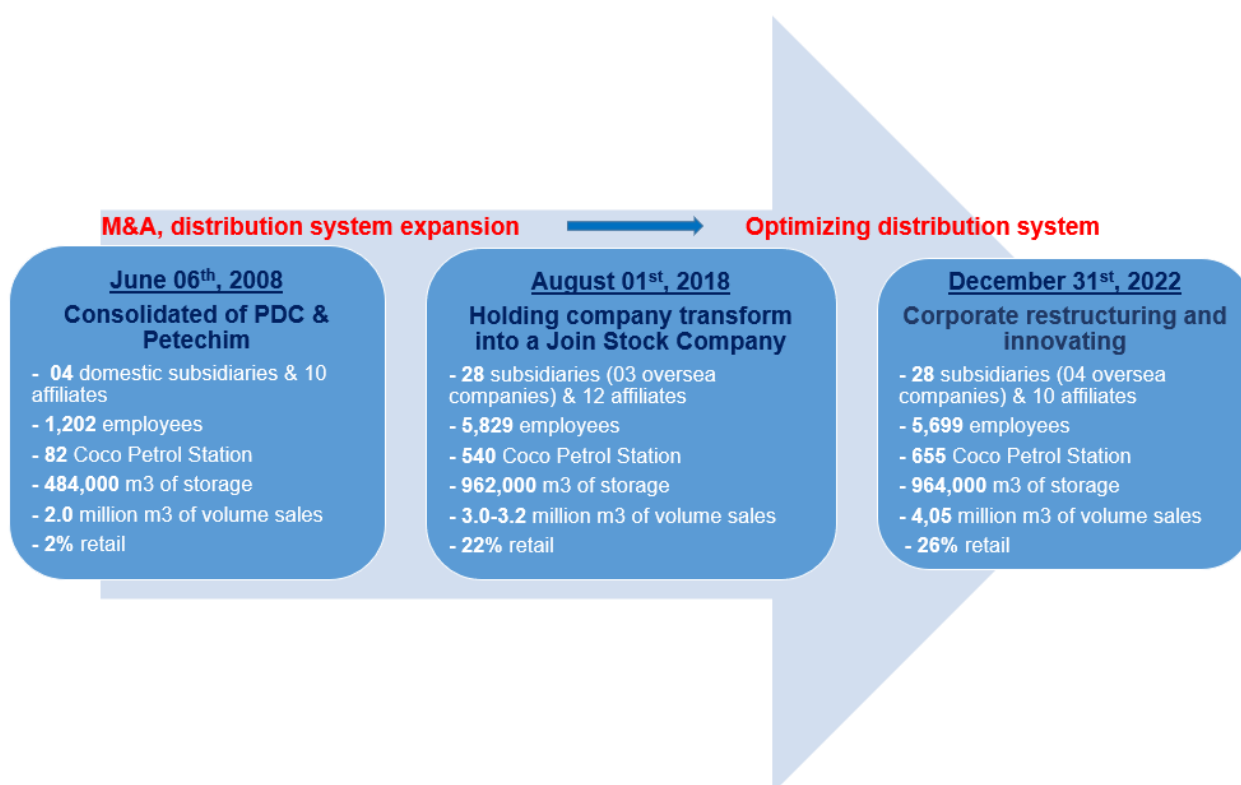 M&A, distribution system expansion
Optimizing distribution system
June 06th, 2008
Consolidated of PDC &
Petechim
- 04 domestic subsidiaries & 10
affiliates
- 1,202 employees
- 82 Coco Petrol Station
- 484,000 m3 of storage
- 2.0 million m3 of volume sales
- 2% retail
August 01st, 2018
Holding company transform
into a Join Stock Company
- 28 subsidiaries (03 oversea
companies) & 12 affiliates
- 5,829 employees
- 540 Coco Petrol Station
- 962,000 m3 of storage
- 3.0-3.2 million m3 of volume sales
- 22% retail
December 31st, 2022
Corporate restructuring and
innovating
- 28 subsidiaries (04 oversea
companies) & 10 affiliates
- 5,699 employees
- 655 Coco Petrol Station
- 964,000 m3 of storage
- 4,05 million m3 of volume sales
- 26% retail